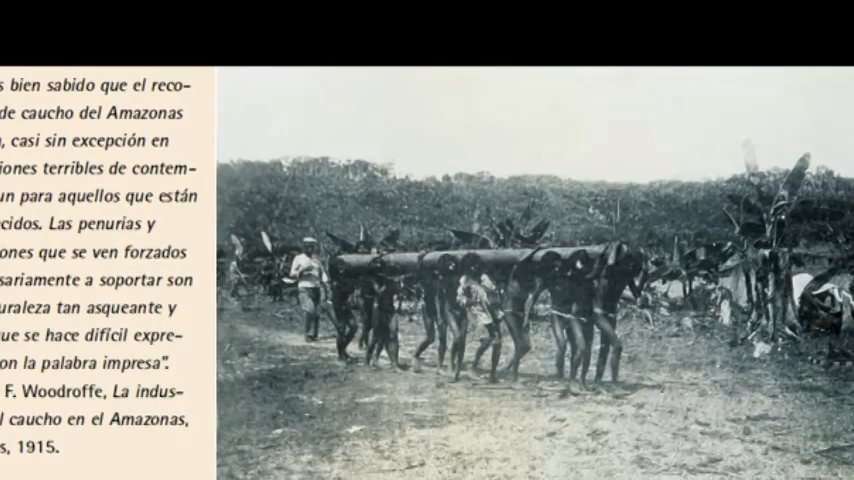 s bien sabido que el reco-
de caucho del Amazonas
, casi sin excepción en
iones terribles de contem-
un para aquellos que están
cidos. Las penurias y
ones que se ven forzados
sariamente a soportar son
uraleza tan asqueante y
ue se hace difícil expre-
on la palabra impresa".
F. Woodroffe, La indus-
l caucho en el Amazonas,
s, 1915.